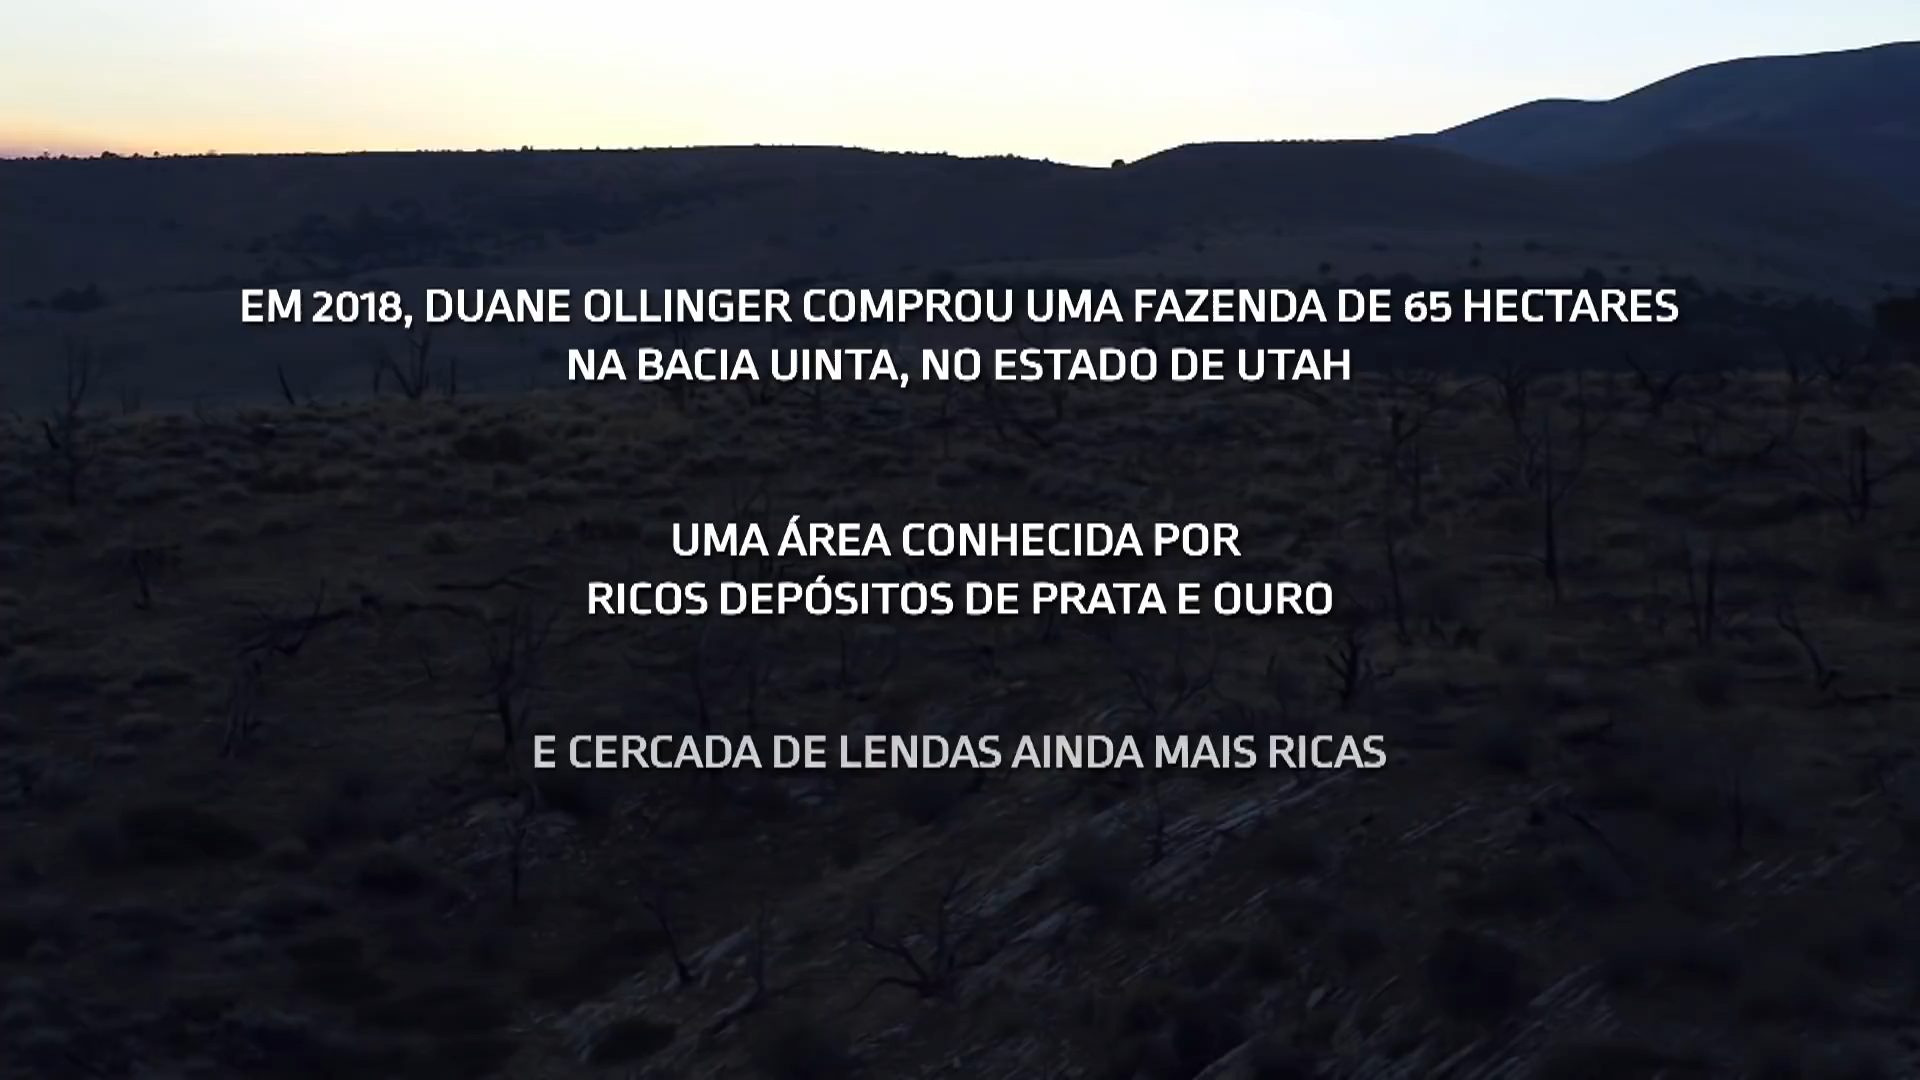 EM 2018, DUANE OLLINGER COMPROU UMA FAZENDA DE 65 HECTARES
NA BACIA UINTA, NO ESTADO DE UTAH
UMA ÁREA CONHECIDA POR
RICOS DEPÓSITOS DE PRATA E OURO
E CERCADA DE LENDAS AINDA MAIS RICAS